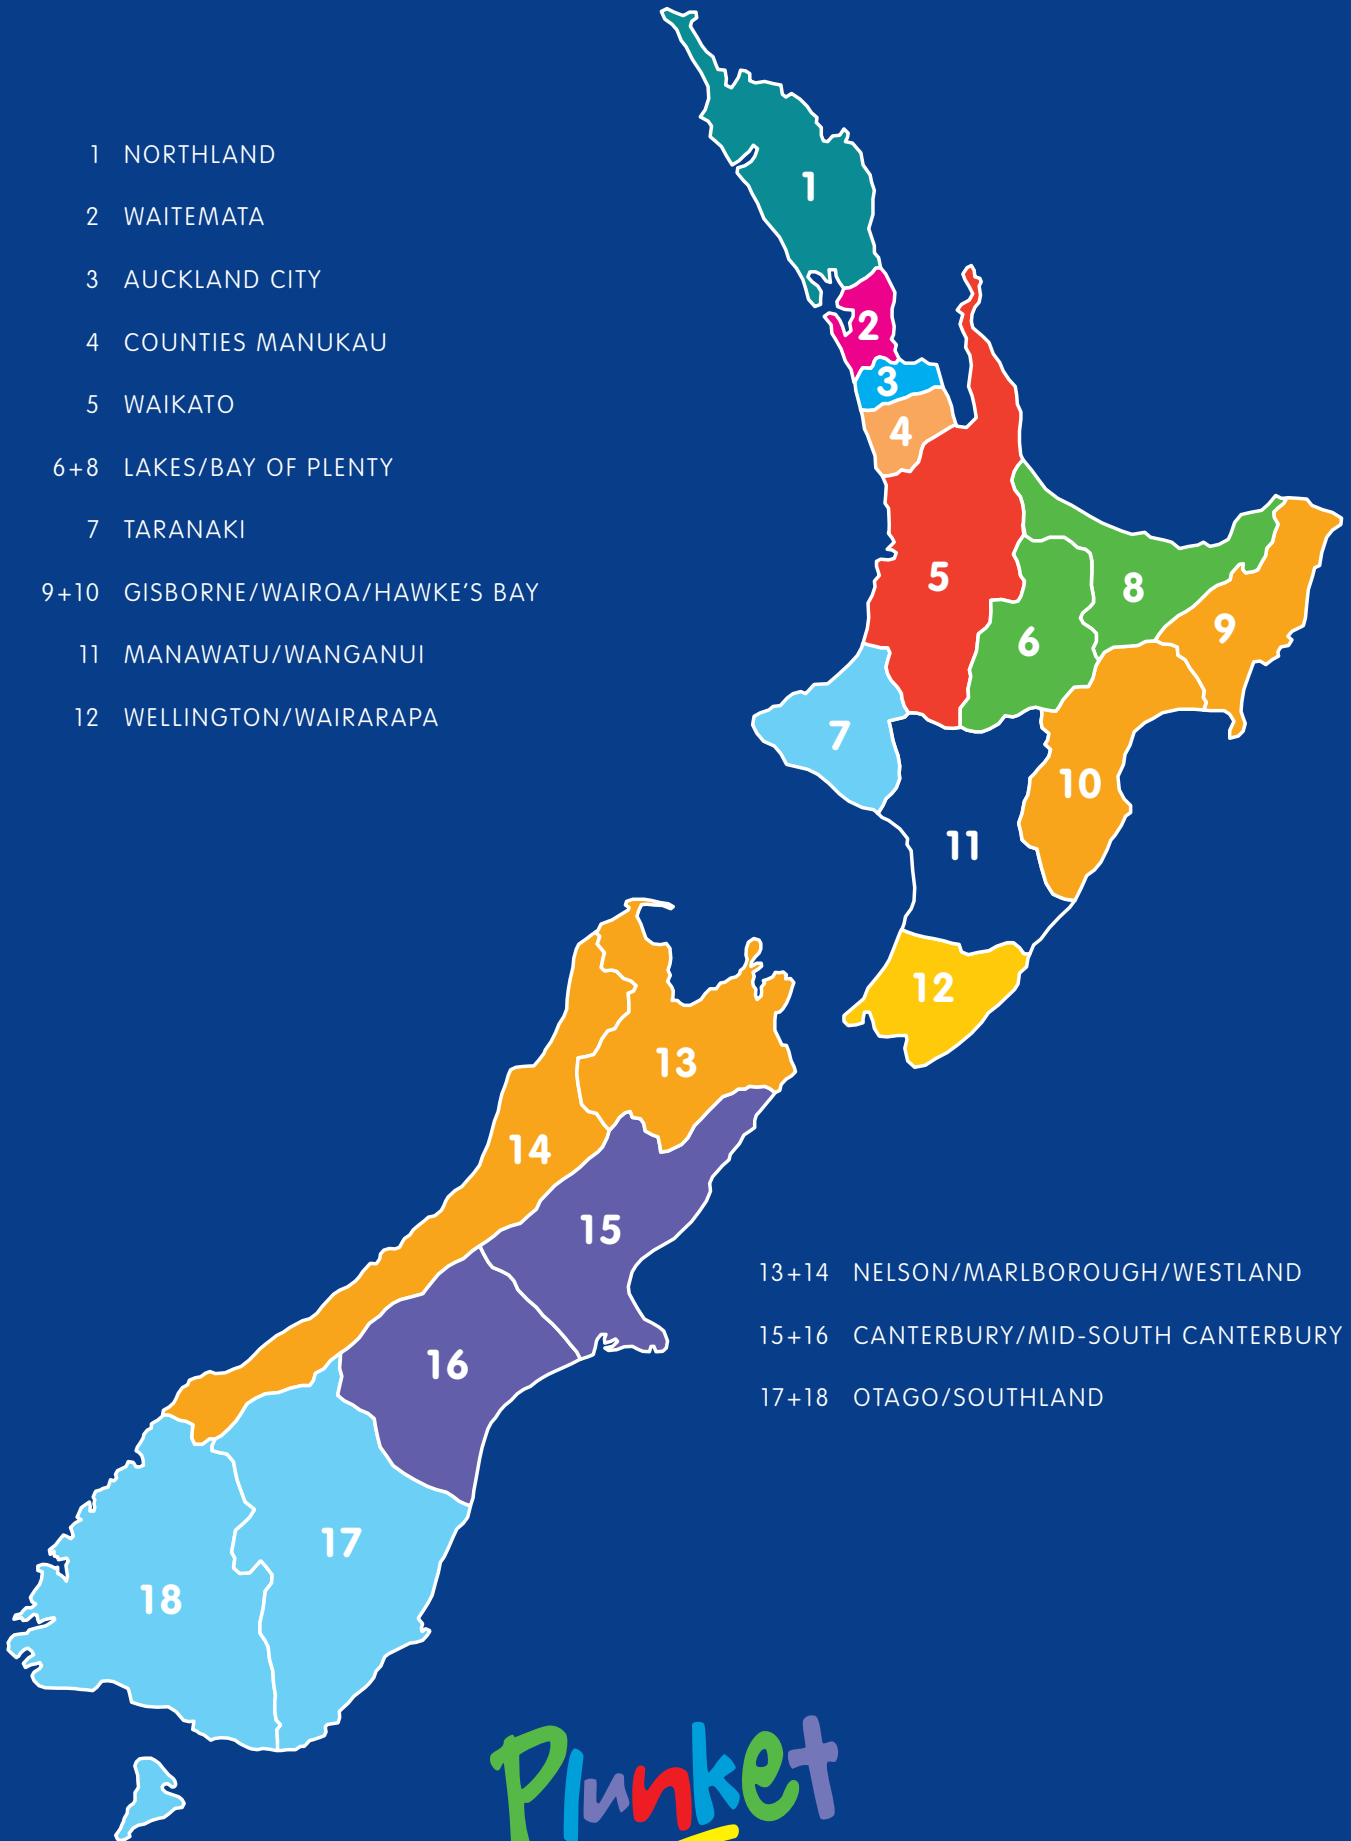 1 NORTHLAND
2 WAITEMATA
3 AUCKLAND CITY
4 COUNTIES MANUKAU
5 WAIKATO
6+8 LAKES/BAY OF PLENTY
7 TARANAKI
9+10 GISBORNE/WAIROA/HAWKE'S BAY
11 MANAWATU/WANGANUI
12 WELLINGTON/WAIRARAPA
1
2
3
4
5
8
6
9
7
10
11
12
13
14
15
16
17
18
13+14 NELSON/MARLBOROUGH/WESTLAND
15+16 CANTERBURY/MID-SOUTH CANTERBURY
17+18 OTAGO/SOUTHLAND
Plunket